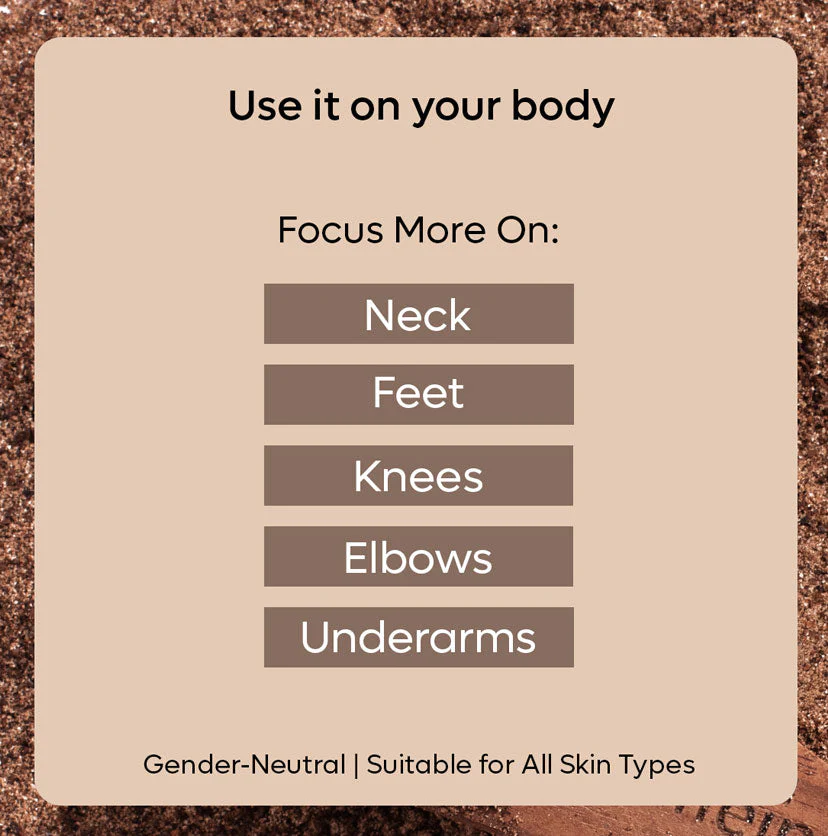 Use it on your body
Focus More On:
Neck
Feet
Knees
Elbows
Underarms
Gender-Neutral | Suitable for All Skin Types